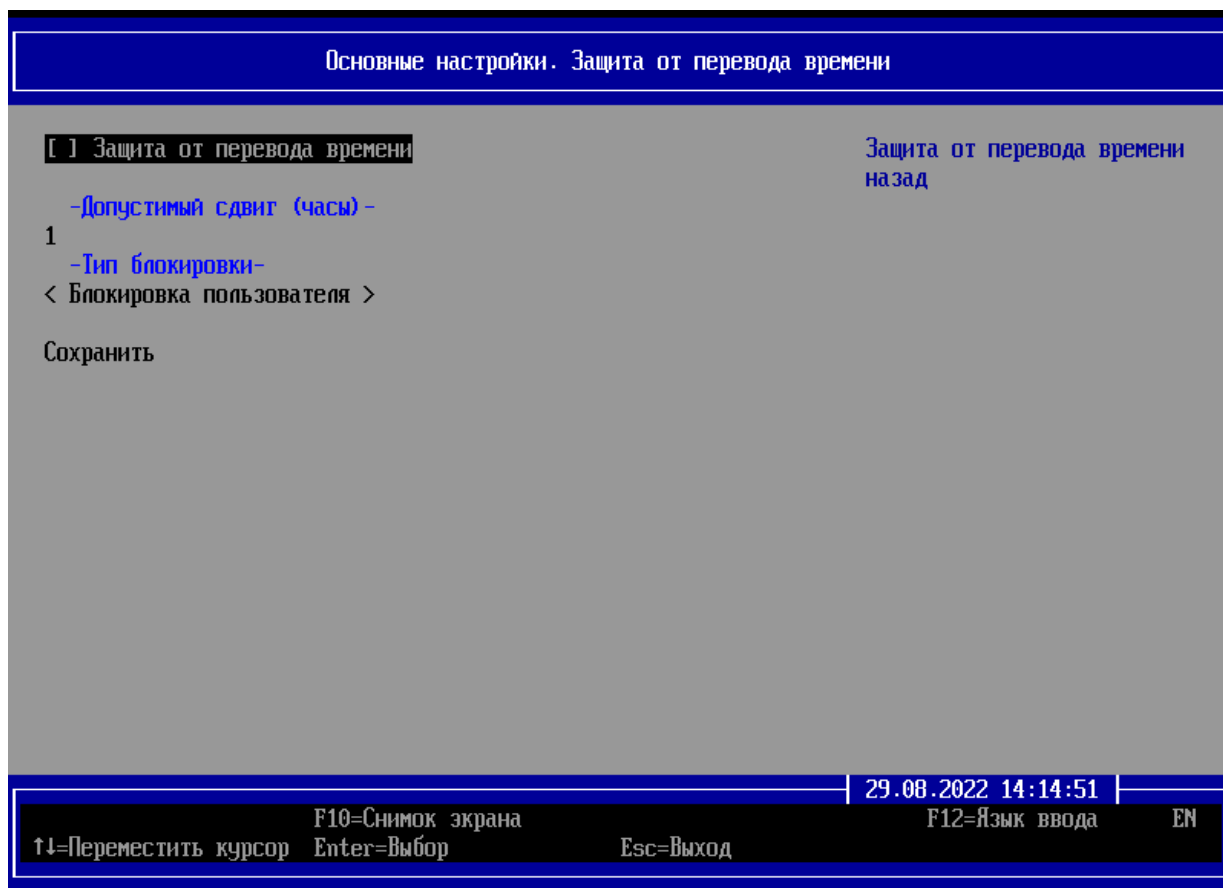 Основные настройки. Защита от перевода времени
[ ] Защита от перевода времени
Защита от перевода времени
назад
-Допустимый сдвиг (часы)-
1
-Тип блокировки-
< Блокировка пользователя >
Сохранить
29.08.2022 14:14:51
F10=Снимок экрана F12=Язык ввода EN
↑↓=Переместить курсор Enter=Выбор Esc=Выход